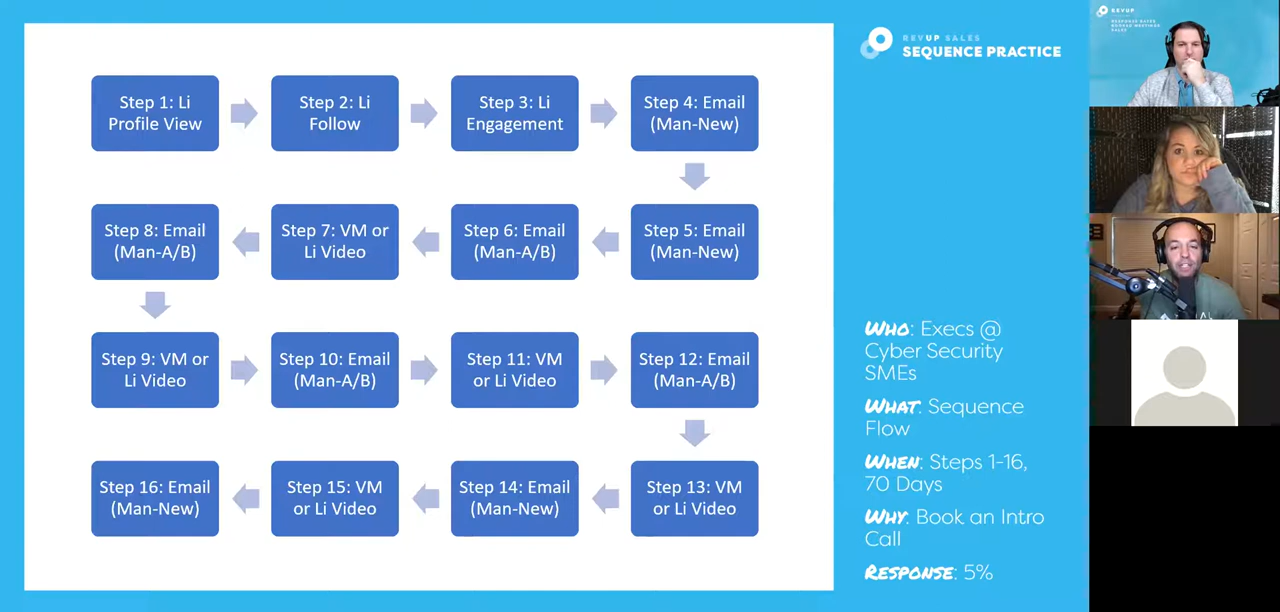 REVUP SALES
SEQUENCE PRACTICE
Step 1: Li
Profile View
Step 2: Li
Follow
Step 3: Li
Engagement
Step 4: Email
(Man-New)
Step 8: Email
(Man-A/B)
Step 7: VM or
Li Video
Step 6: Email
(Man-A/B)
Step 5: Email
(Man-New)
Step 9: VM or
Li Video
Step 10: Email
(Man-A/B)
Step 11: VM
or Li Video
Step 12: Email
(Man-A/B)
Step 16: Email
(Man-New)
Step 15: VM
or Li Video
Step 14: Email
(Man-New)
Step 13: VM
or Li Video
WHO: Execs @
Cyber Security
SMEs
WHAT: Sequence
Flow
WHEN: Steps 1-16,
70 Days
WHY: Book an Intro
Call
RESPONSE: 5%
REVUP